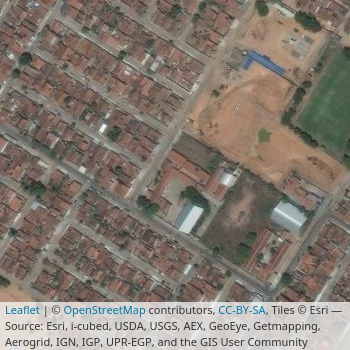 Leaflet | © OpenStreetMap contributors, CC-BY-SA, Tiles © Esri —
Source: Esri, i-cubed, USDA, USGS, AEX, GeoEye, Getmapping,
Aerogrid, IGN, IGP, UPR-EGP, and the GIS User Community